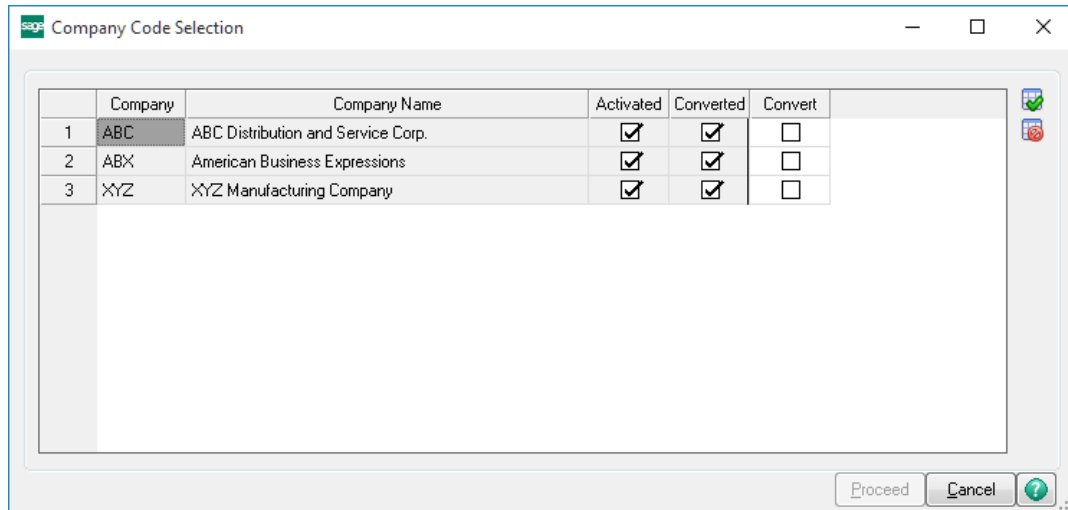 sage Company Code Selection
Company Company Name Activated Converted Convert
1 ABC ABC Distribution and Service Corp.
2 ABX American Business Expressions
3 XYZ XYZ Manufacturing Company
Proceed Cancel ?